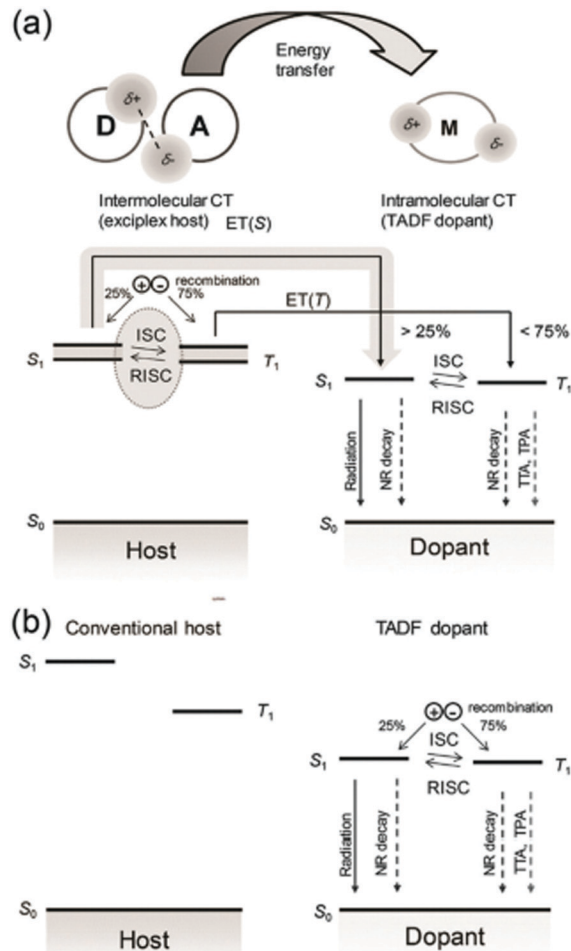 (a)
Energy
transfer
δ+
D
A
δ-
δ+
M
δ-
Intermolecular CT
(exciplex host)
ET(S)
Intramolecular CT
(TADF dopant)
+ - recombination
25%
75%
ET(T)
> 25%
< 75%
ISC
RISC
S1
T1
S1
ISC
RISC
T1
Radiation
NR decay
NR decay
TTA, TPA
S0
Host
S0
Dopant
(b)
Conventional host
TADF dopant
S1
T1
+ - recombination
25%
75%
ISC
RISC
S1
T1
Radiation
NR decay
NR decay
TTA, TPA
S0
Host
S0
Dopant